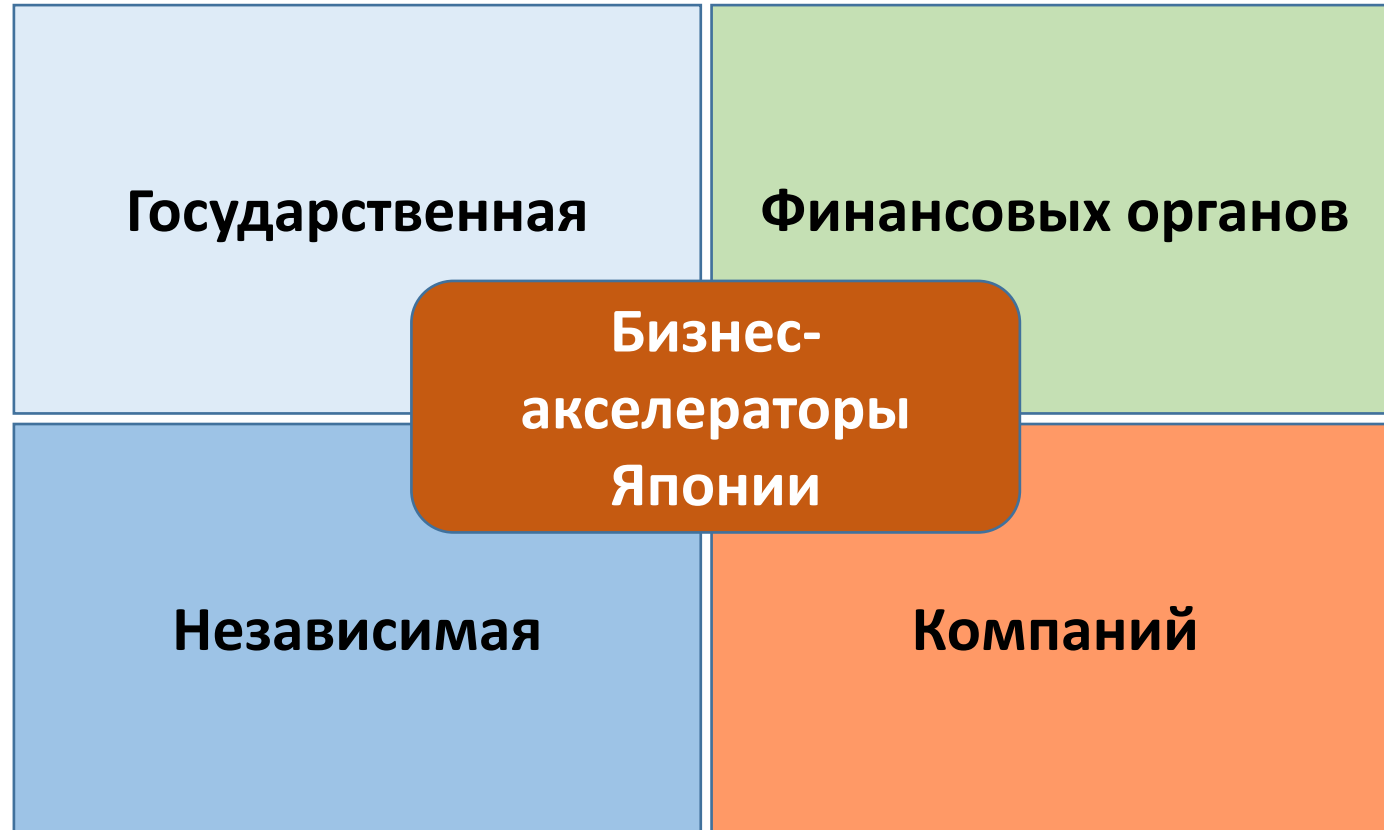 Государственная
Финансовых органов
Бизнес-
акселераторы
Японии
Независимая
Компаний